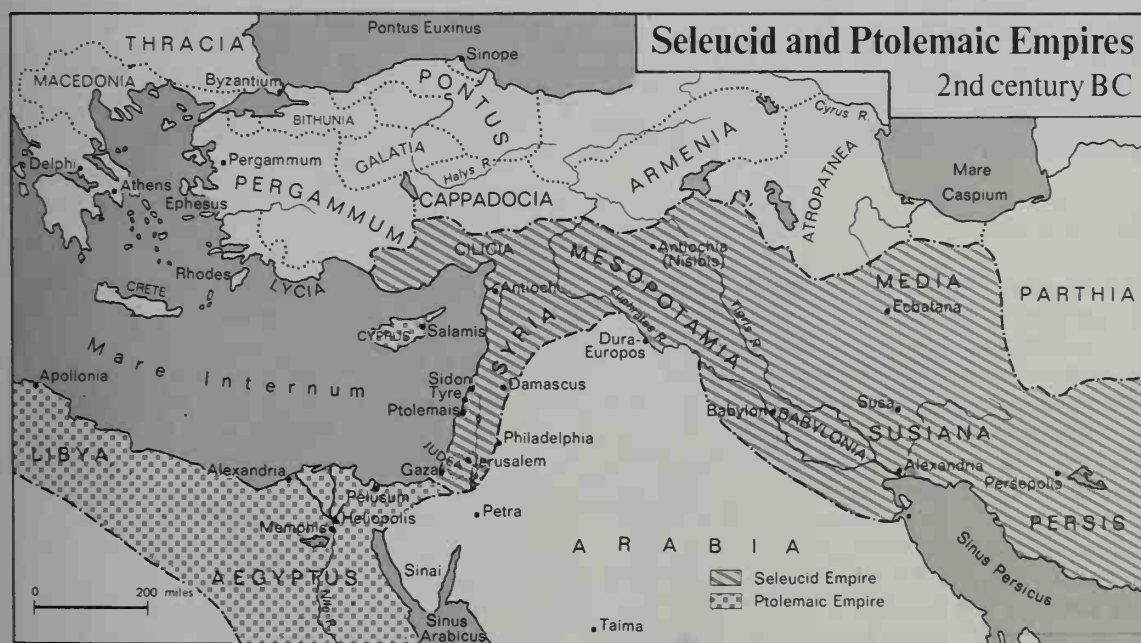 Seleucid and Ptolemaic Empires
2nd century BC
Pontus Euxinus
THRACIA
Sinope
MACEDONIA
Byzantium
PONTUS
BITHUNIA
Cyrus R.
GALATIA
ARMENIA
Delphi
Pergammum
Halys R.
Mare
Caspium
ATROPATNEA
Athens
PERGAMMUM
CAPPADOCIA
Ephesus
CILICIA
Antiochia
(Nisibis)
MESOPOTAMIA
MEDIA
Rhodes
LYCIA
CRETE
Antioch
Ecbatana
PARTHIA
Euphrates R.
Tigris R.
SYRIA
CYPRUS
Salamis
Dura-
Europos
Mare Internum
Apollonia
Sidon
Tyre
Damascus
Ptolemais
Babylon
BABYLONIA
Susa
SUSIANA
Philadelphia
JUDEA
Jerusalem
LIBYA
Alexandria
Gaza
Alexandria
Persepolis
Pelusum
Heliopolis
Memphis
Petra
PERSIS
ARABIA
Sinus Persicus
AEGYPTUS
Sinai
Seleucid Empire
Ptolemaic Empire
0 200 miles
Nile R.
Sinus
Arabicus
Taima